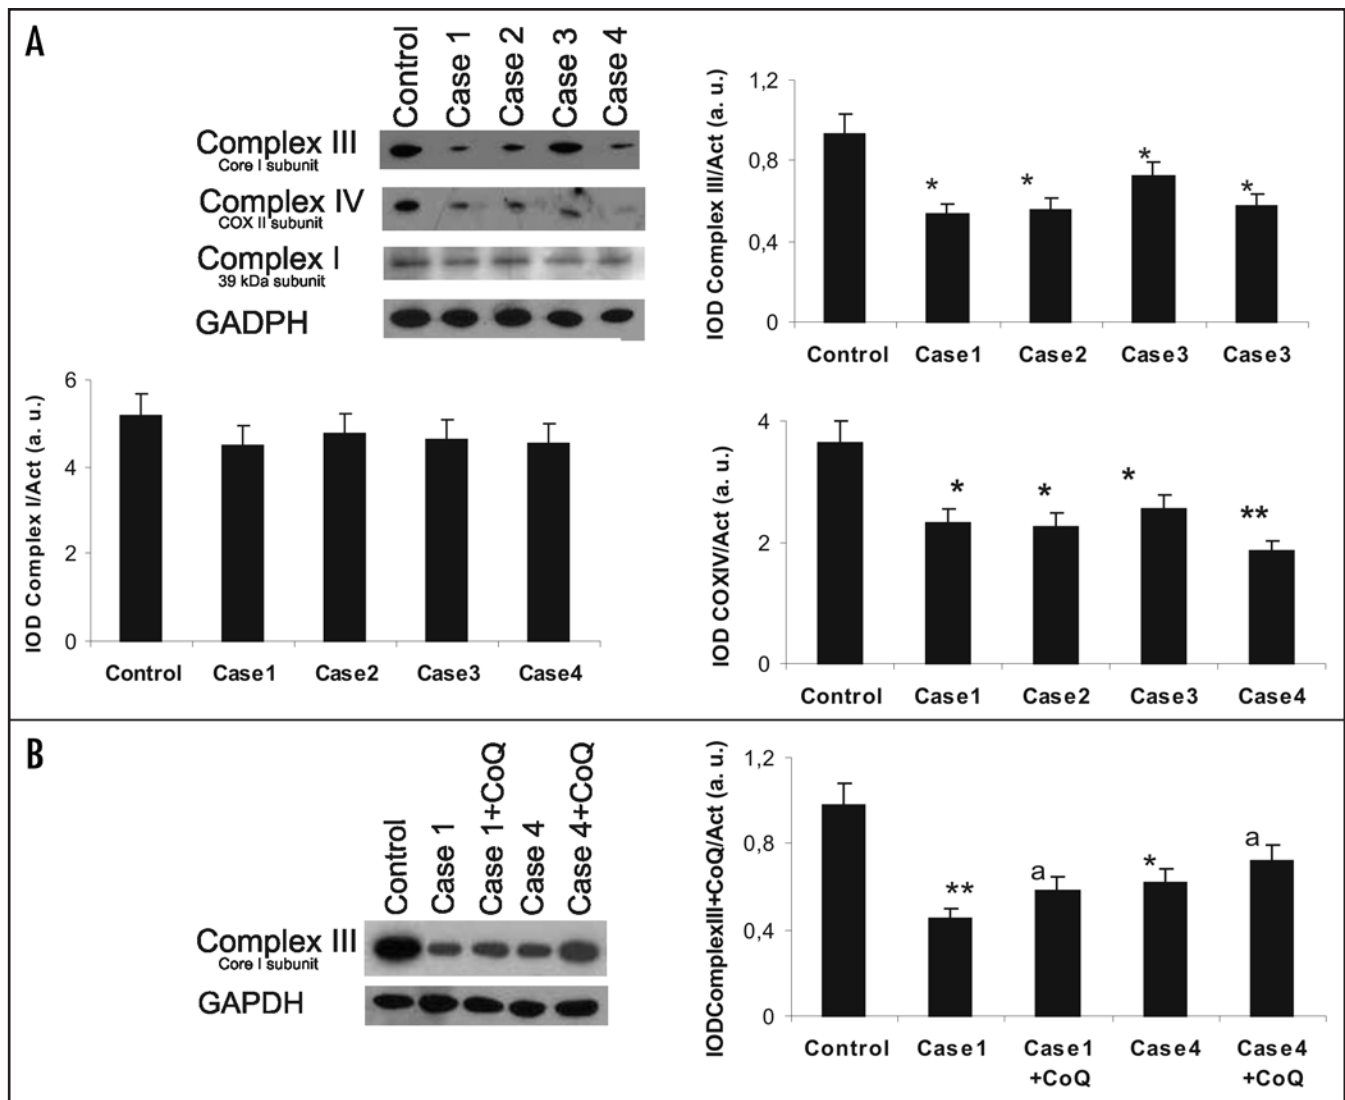 A
Control
Case 1
Case 2
Case 3
Case 4
Complex III
Core I subunit
Complex IV
COX II subunit
Complex I
39 kDa subunit
GADPH
IOD Complex III/Act (a. u.)
1,2
0,8
0,4
0
*
*
*
*
Control Case1 Case2 Case3 Case3
IOD Complex I/Act (a. u.)
6
4
2
0
Control Case1 Case2 Case3 Case4
IOD COXIV/Act (a. u.)
4
2
0
*
*
*
**
Control Case1 Case2 Case3 Case4
B
Control
Case 1
Case 1+CoQ
Case 4
Case 4+CoQ
Complex III
Core I subunit
GAPDH
IODComplexIII+CoQ/Act (a. u.)
1,2
0,8
0,4
0
**
a
*
a
Control Case1 Case1 Case4 Case4
+CoQ +CoQ